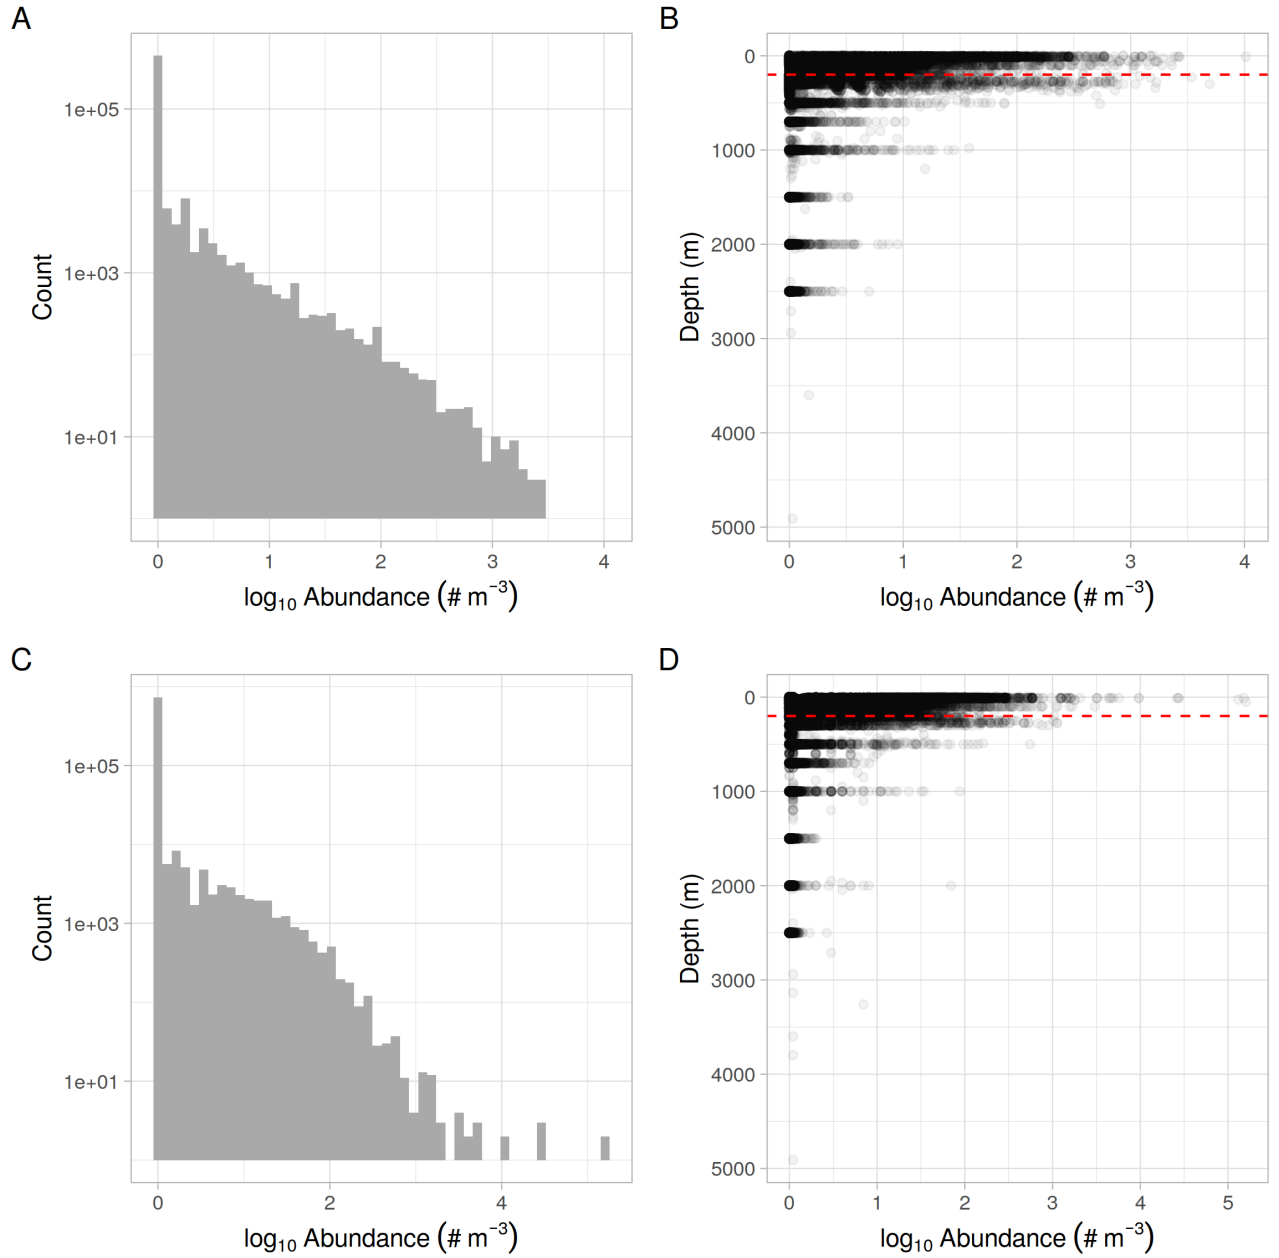 A
1e+05
1e+03
1e+01
Count
0 1 2 3 4
log₁₀ Abundance (# m⁻³)
B
0
1000
2000
3000
4000
5000
Depth (m)
0 1 2 3 4
log₁₀ Abundance (# m⁻³)
C
1e+05
1e+03
1e+01
Count
0 2 4
log₁₀ Abundance (# m⁻³)
D
0
1000
2000
3000
4000
5000
Depth (m)
0 1 2 3 4 5
log₁₀ Abundance (# m⁻³)